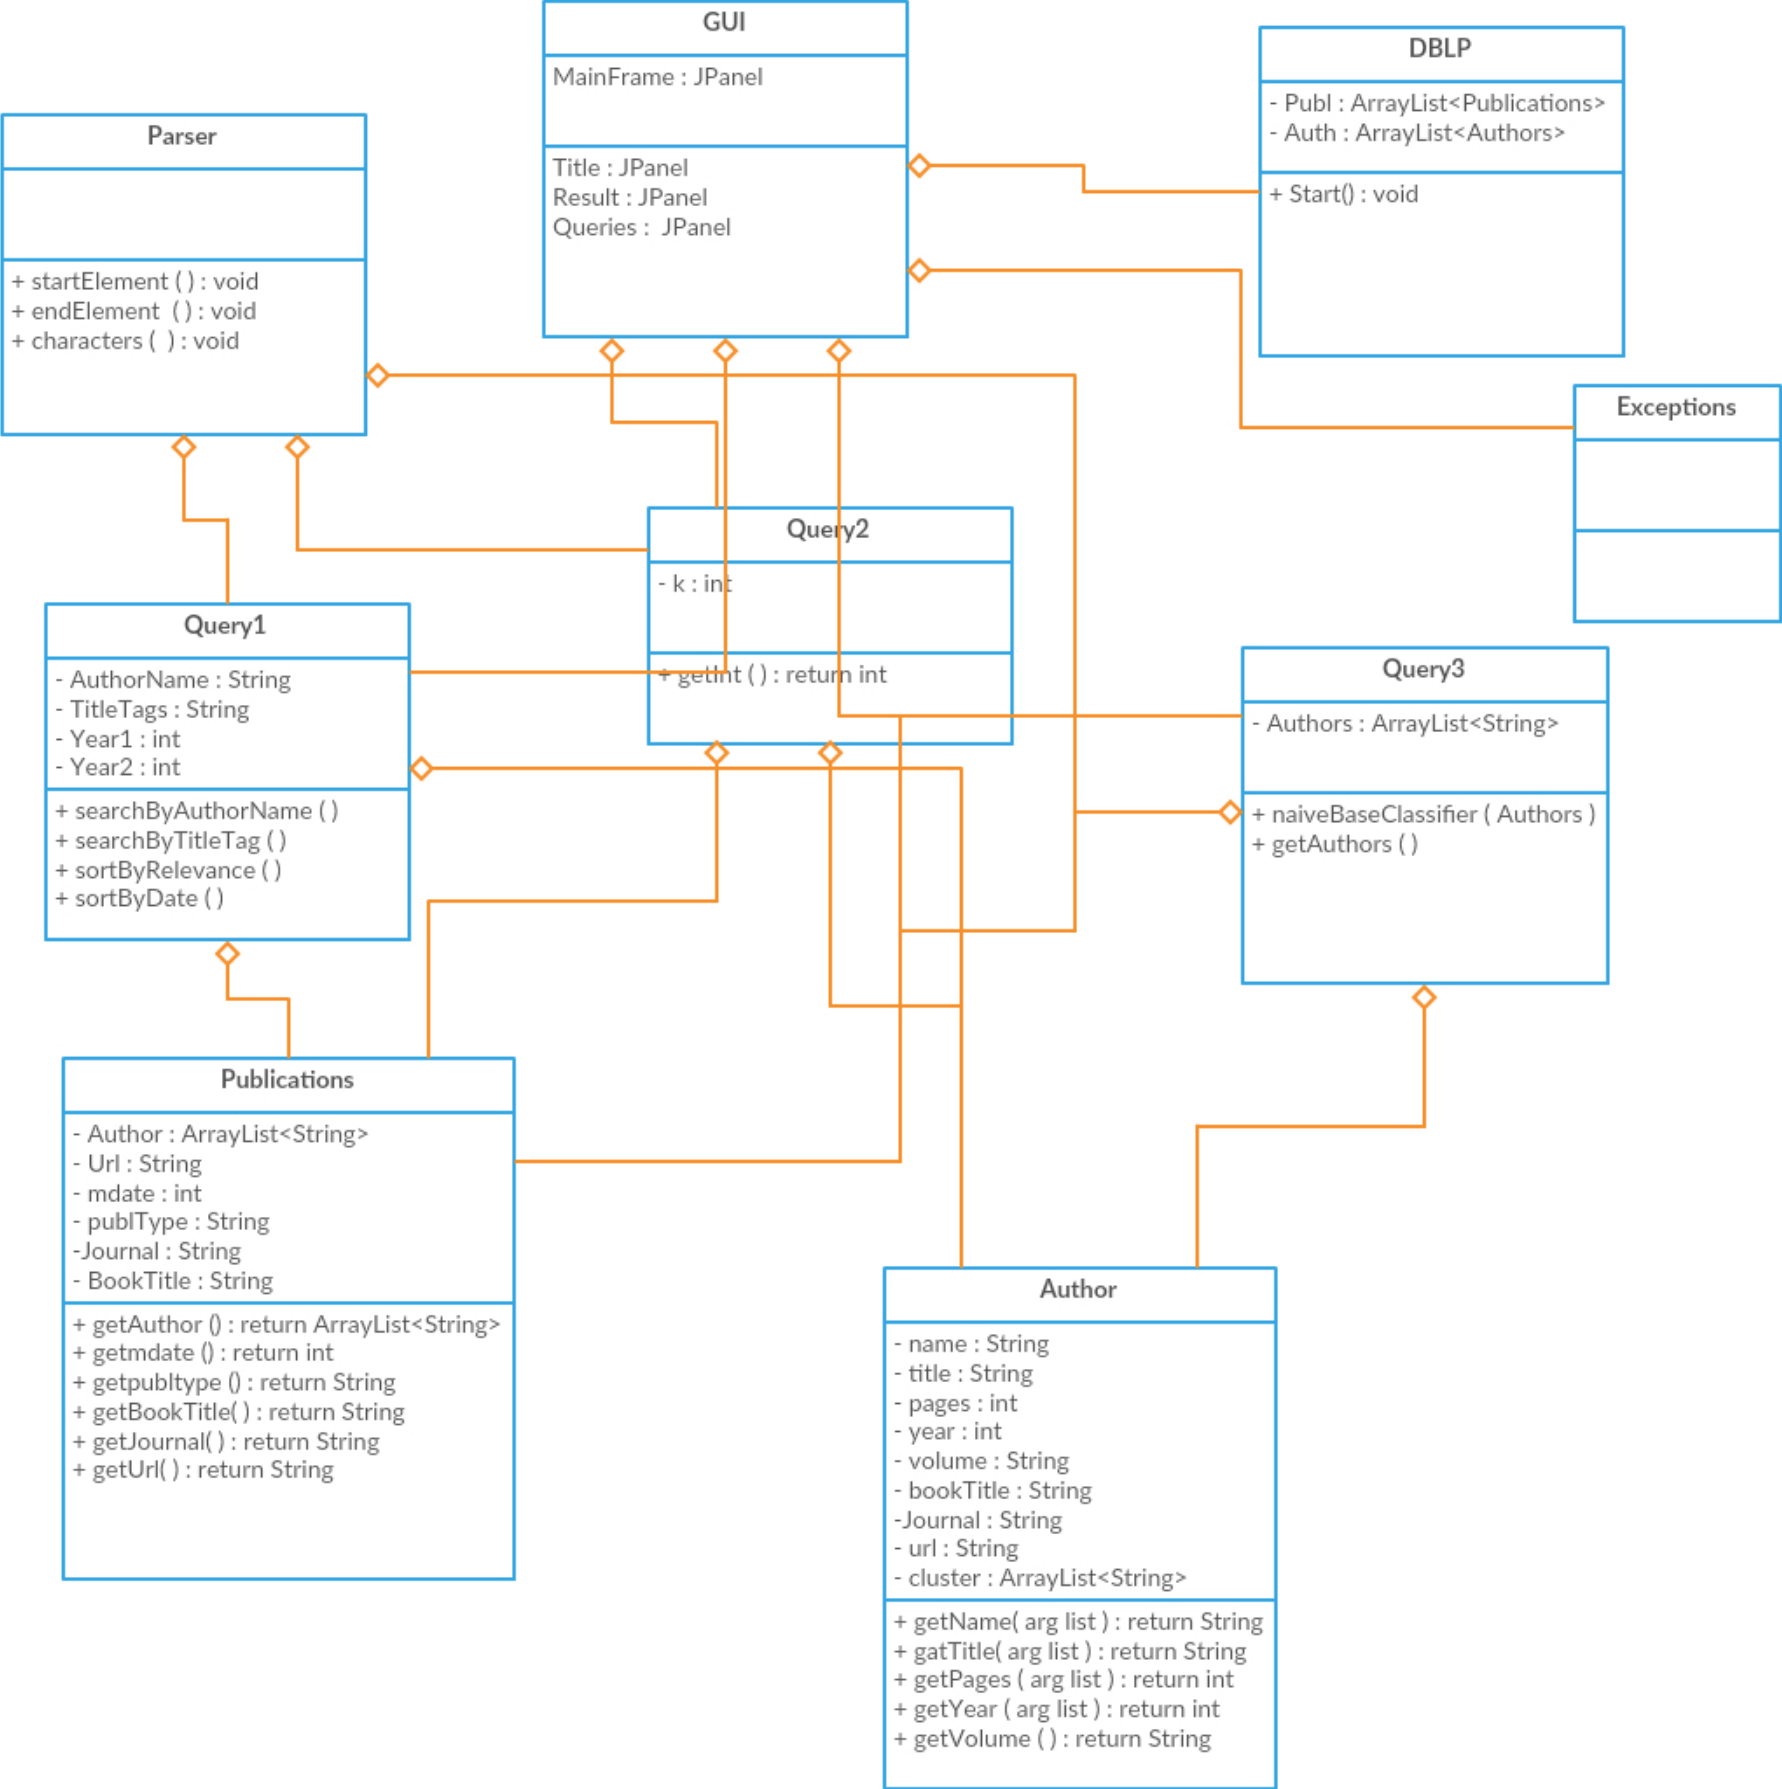 GUI
MainFrame : JPanel
Title : JPanel
Result : JPanel
Queries :  JPanel
DBLP
- Publ : ArrayList<Publications>
- Auth : ArrayList<Authors>
+ Start() : void
Parser
+ startElement ( ) : void
+ endElement  ( ) : void
+ characters (  ) : void
Exceptions
Query2
- k : int
+ getInt ( ) : return int
Query1
- AuthorName : String
- TitleTags : String
- Year1 : int
- Year2 : int
+ searchByAuthorName ( )
+ searchByTitleTag ( )
+ sortByRelevance ( )
+ sortByDate ( )
Query3
- Authors : ArrayList<String>
+ naiveBaseClassifier ( Authors )
+ getAuthors ( )
Publications
- Author : ArrayList<String>
- Url : String
- mdate : int
- publType : String
-Journal : String
- BookTitle : String
+ getAuthor () : return ArrayList<String>
+ getmdate () : return int
+ getpubltype () : return String
+ getBookTitle( ) : return String
+ getJournal( ) : return String
+ getUrl( ) : return String
Author
- name : String
- title : String
- pages : int
- year : int
- volume : String
- bookTitle : String
-Journal : String
- url : String
- cluster : ArrayList<String>
+ getName( arg list ) : return String
+ gatTitle( arg list ) : return String
+ getPages ( arg list ) : return int
+ getYear ( arg list ) : return int
+ getVolume ( ) : return String